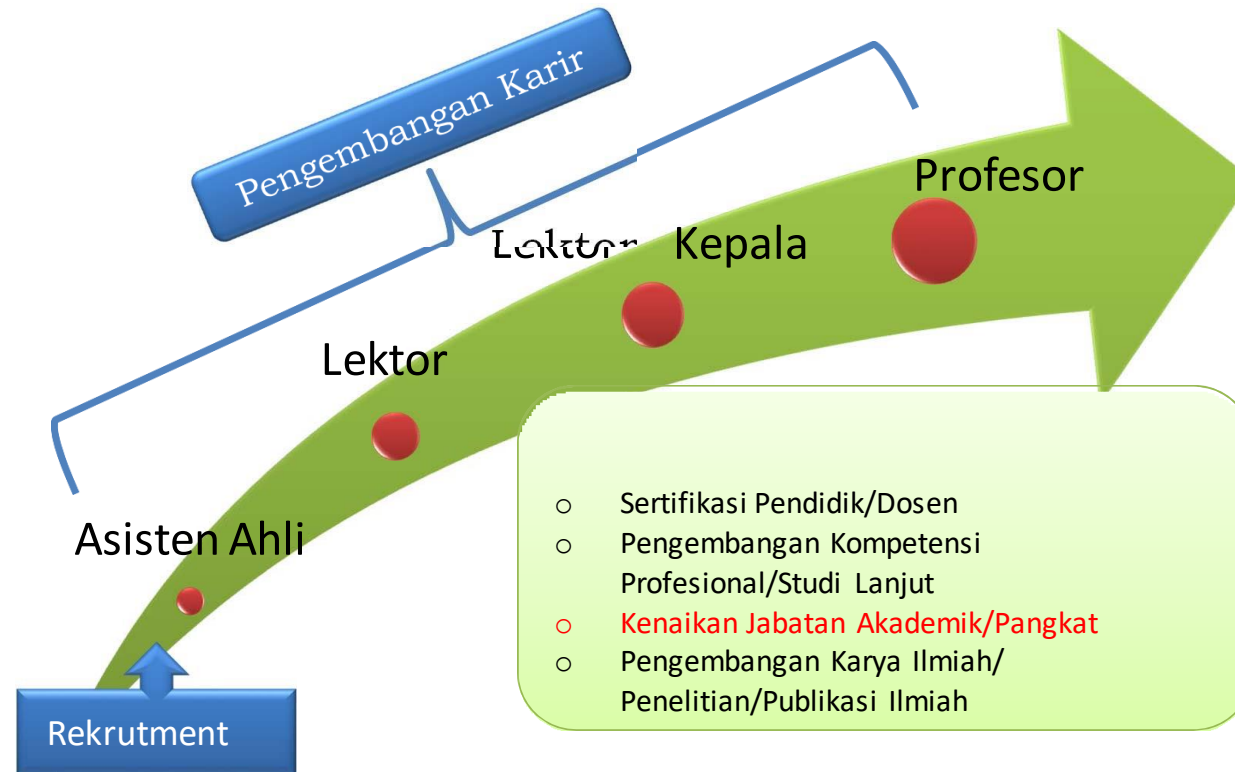 Pengembangan Karir
Profesor
Lektor Kepala
Lektor
Asisten Ahli
Rekrutment
o Sertifikasi Pendidik/Dosen
o Pengembangan Kompetensi
Profesional/Studi Lanjut
o Kenaikan Jabatan Akademik/Pangkat
o Pengembangan Karya Ilmiah/
Penelitian/Publikasi Ilmiah